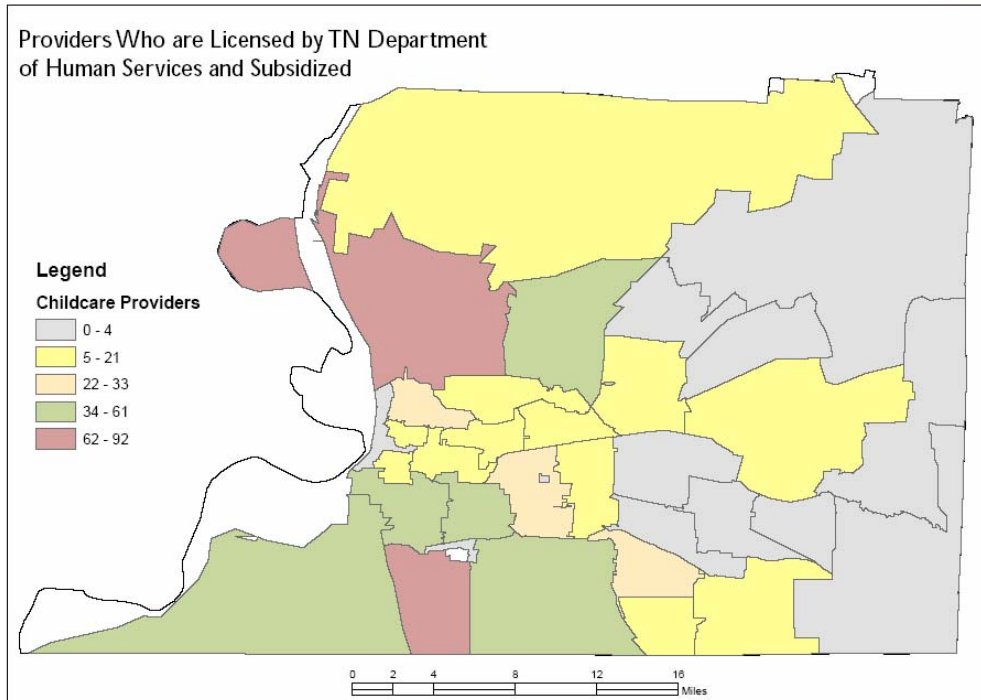 Providers Who are Licensed by TN Department
of Human Services and Subsidized
Legend
Childcare Providers
0 - 4
5 - 21
22 - 33
34 - 61
62 - 92
0 2 4 8 12 16
Miles